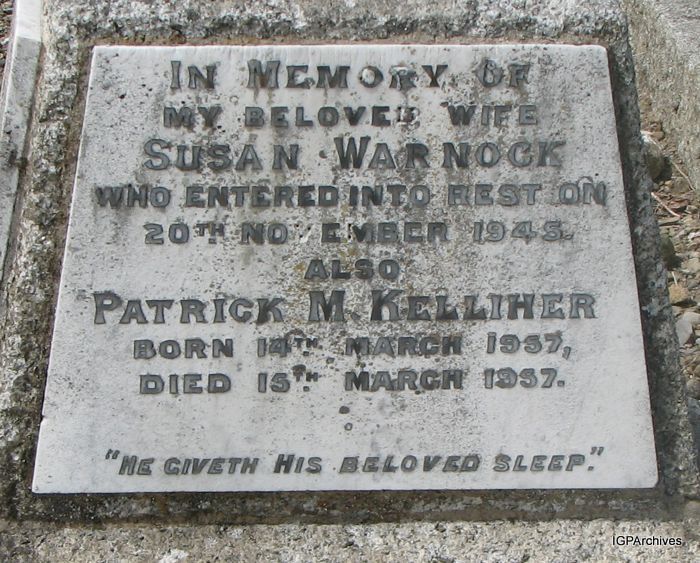 IN MEMORY OF
MY BELOVED WIFE
SUSAN WARNOCK
WHO ENTERED INTO REST ON
20TH NOVEMBER 1945.
ALSO
PATRICK M. KELLIHER
BORN 14TH MARCH 1957,
DIED 15TH MARCH 1957.
"HE GIVETH HIS BELOVED SLEEP."
IGPArchives